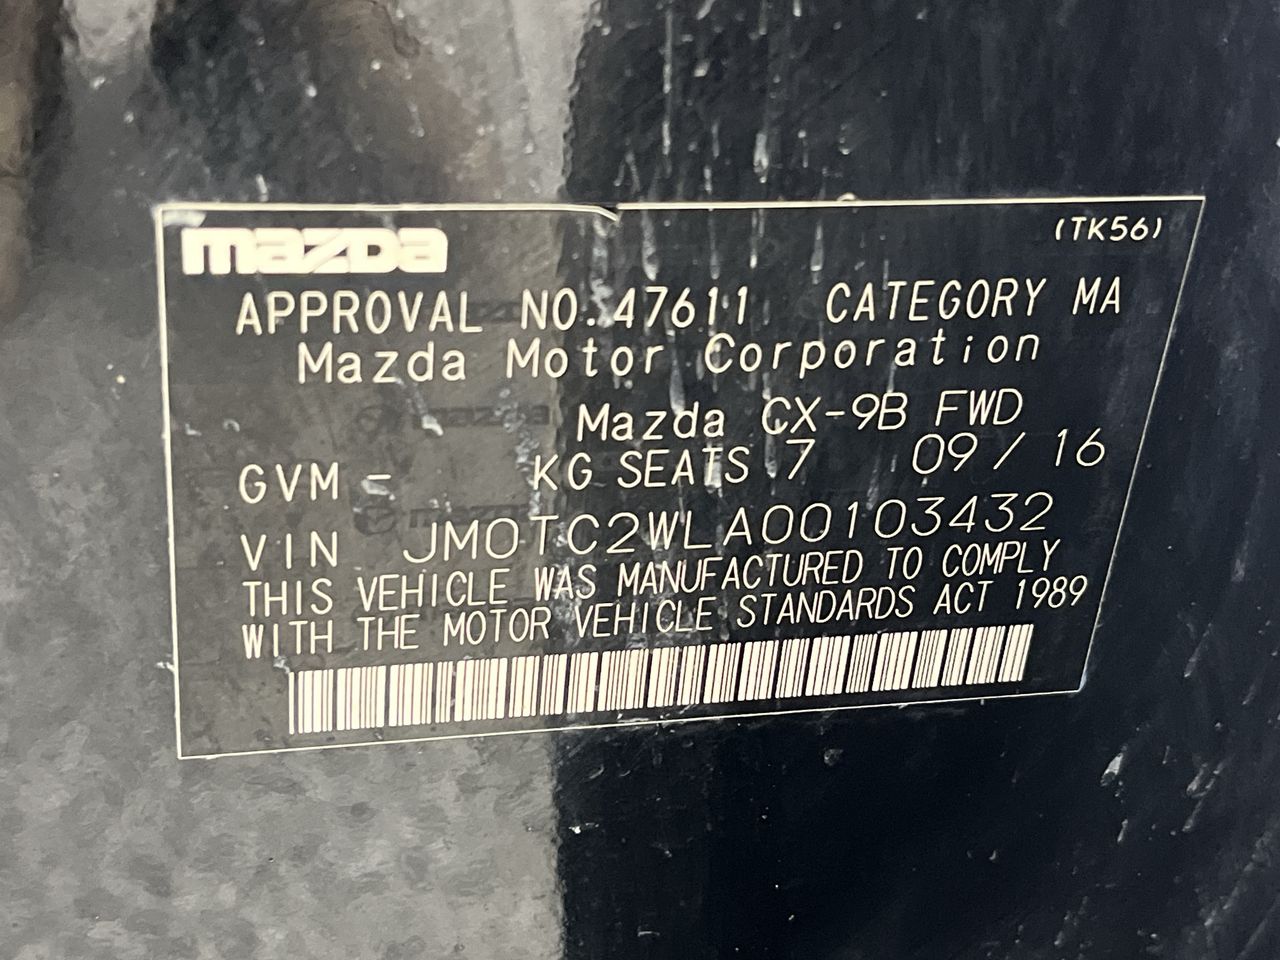 mazda (TK56)
APPROVAL NO. 47611 CATEGORY MA
Mazda Motor Corporation
Mazda CX-9B FWD
GVM - KG SEATS 7 09/16
VIN JM0TC2WLA00103432
THIS VEHICLE WAS MANUFACTURED TO COMPLY
WITH THE MOTOR VEHICLE STANDARDS ACT 1989